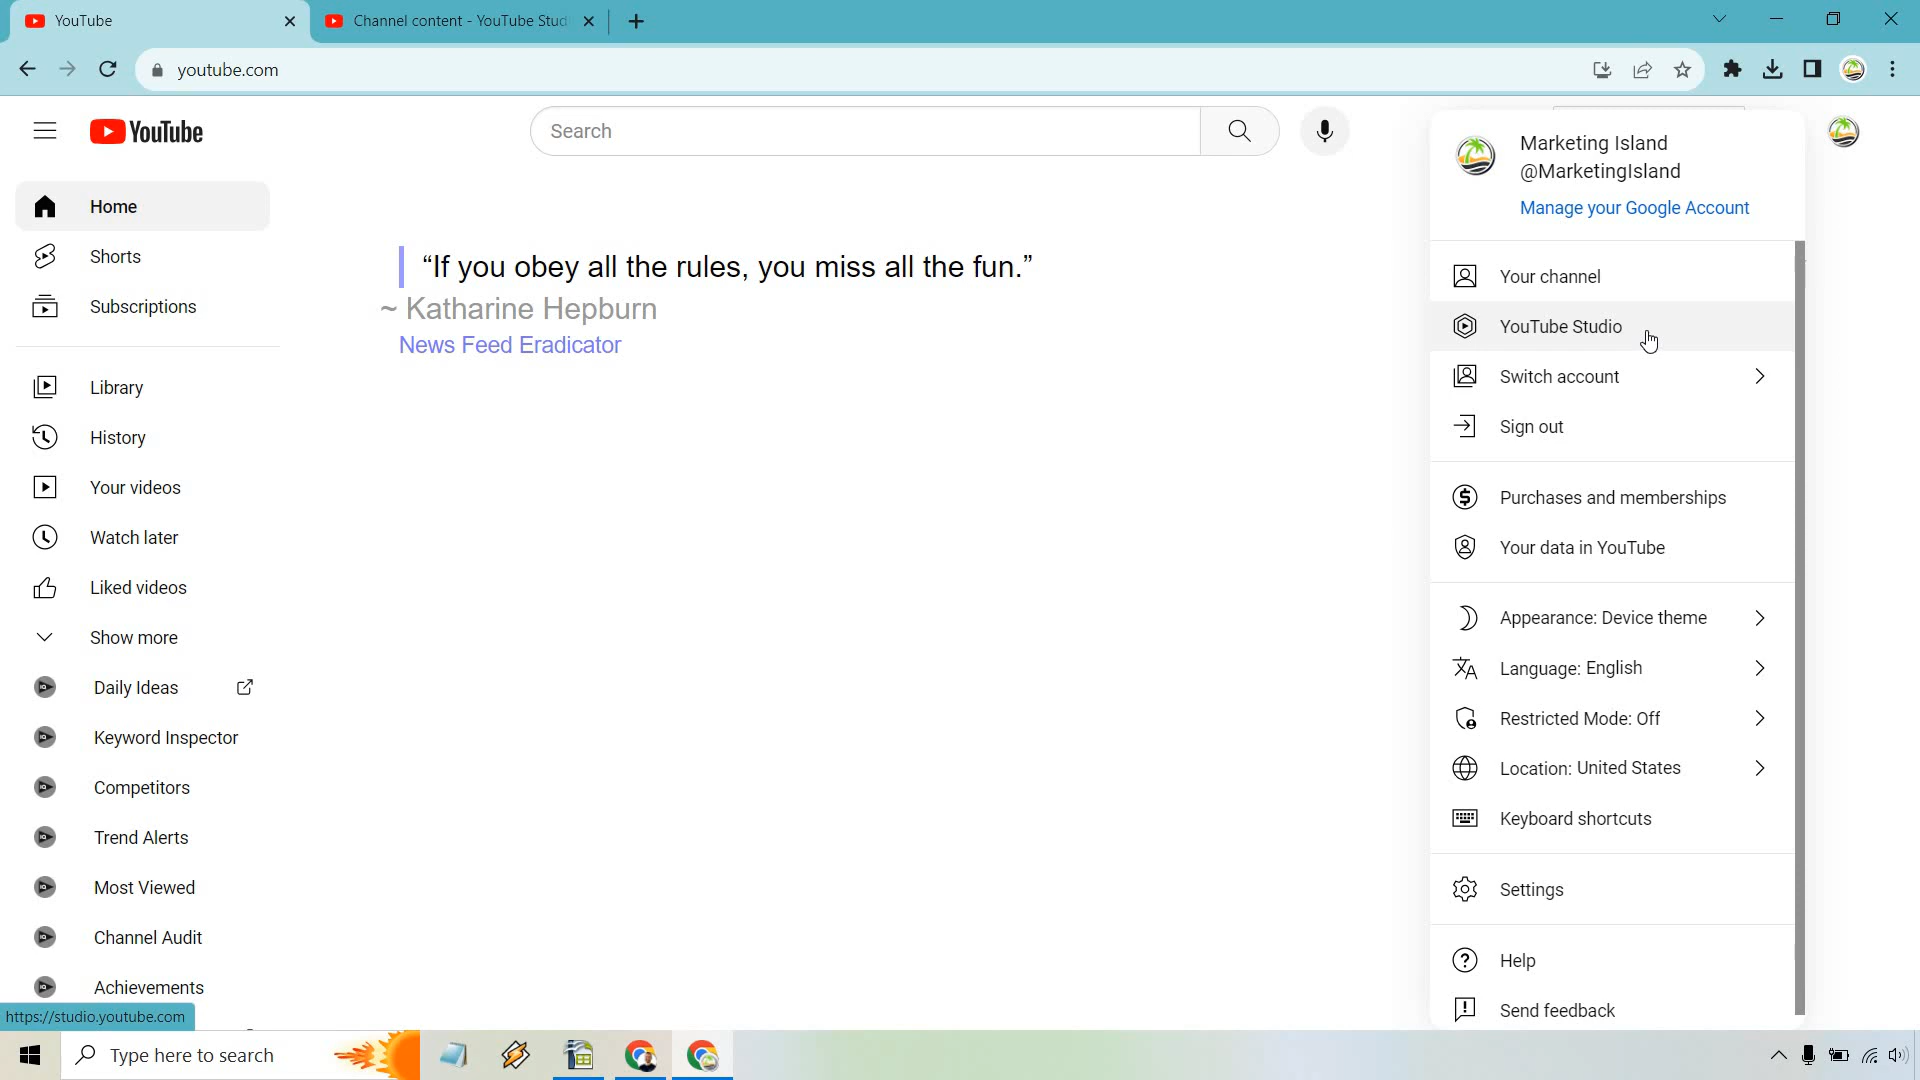 YouTube
Channel content - YouTube Stud
youtube.com
YouTube
Search
Marketing Island
@MarketingIsland
Manage your Google Account
Home
Shorts
Subscriptions
Library
History
Your videos
Watch later
Liked videos
Show more
Daily Ideas
Keyword Inspector
Competitors
Trend Alerts
Most Viewed
Channel Audit
Achievements
“If you obey all the rules, you miss all the fun.”
~ Katharine Hepburn
News Feed Eradicator
Your channel
YouTube Studio
Switch account
Sign out
Purchases and memberships
Your data in YouTube
Appearance: Device theme
Language: English
Restricted Mode: Off
Location: United States
Keyboard shortcuts
Settings
Help
Send feedback
https://studio.youtube.com
Type here to search